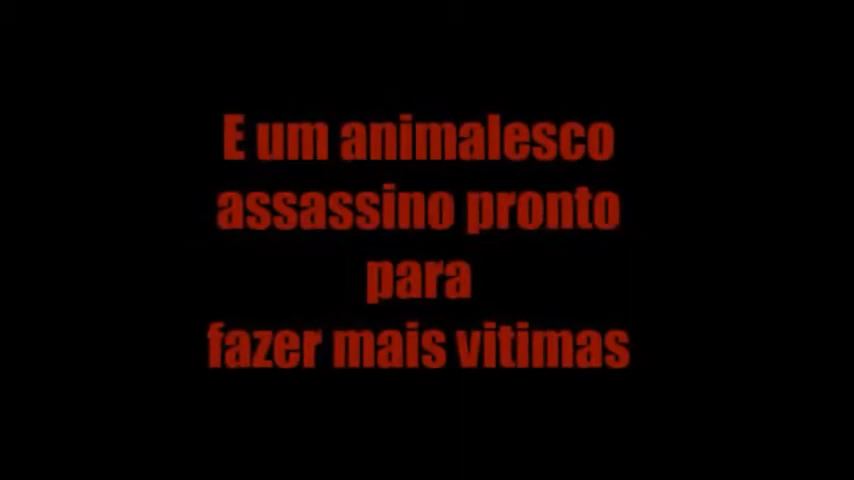 E um animalesco
assassino pronto
para
fazer mais vitimas